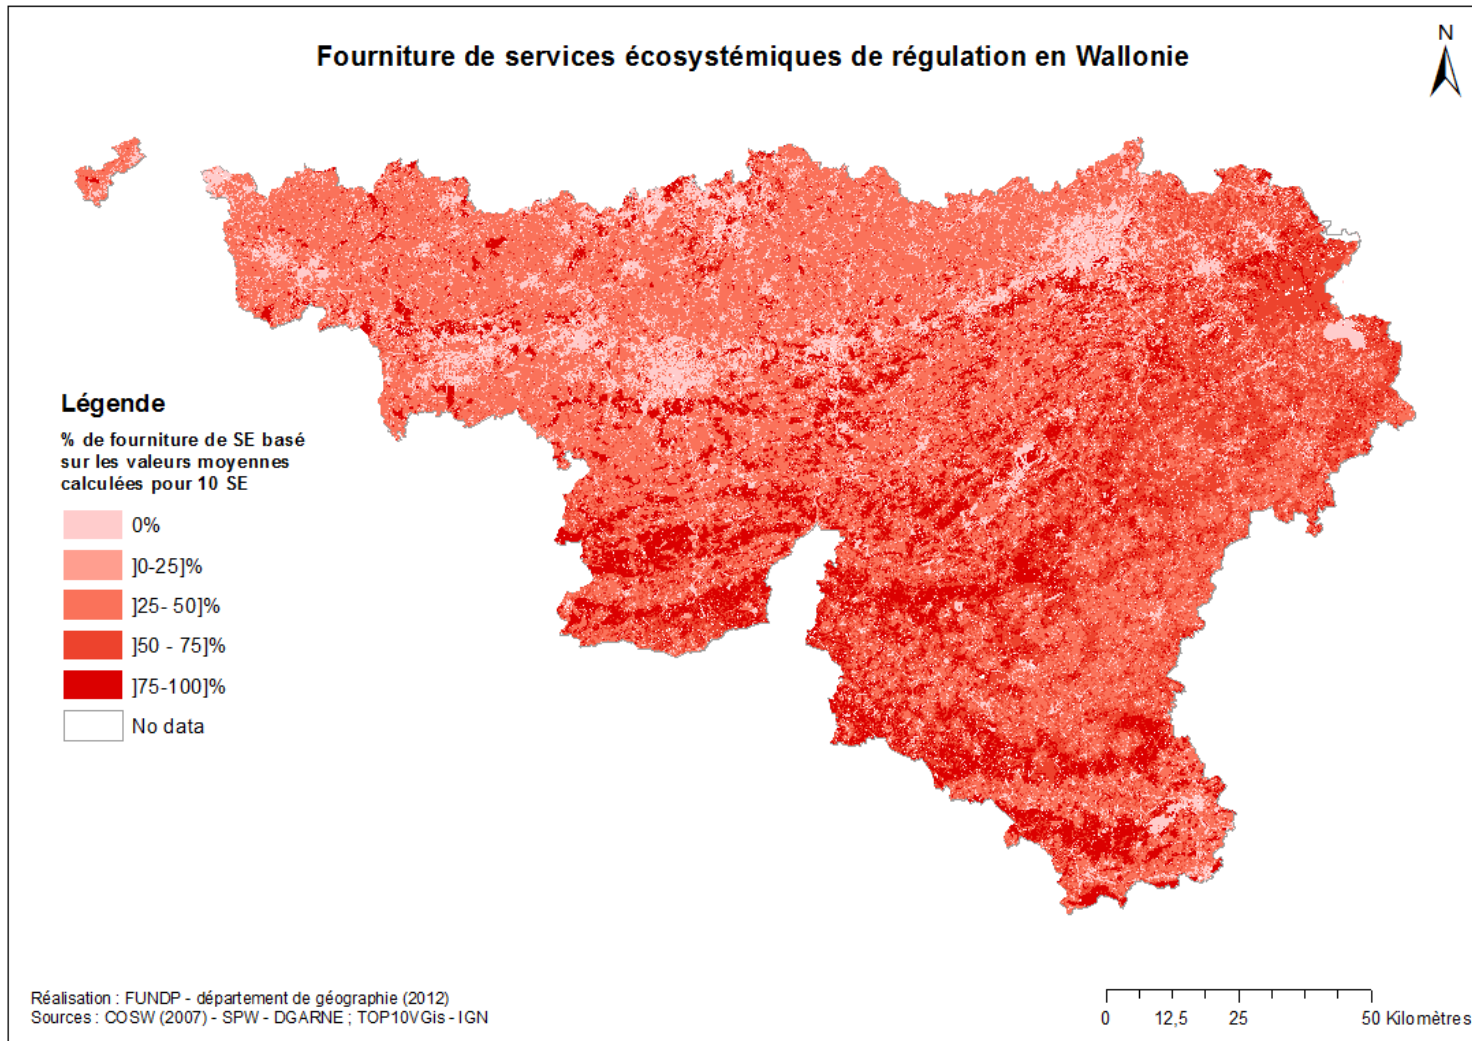 Fourniture de services écosystémiques de régulation en Wallonie
N
Légende
% de fourniture de SE basé
sur les valeurs moyennes
calculées pour 10 SE
0%
]0-25]%
]25- 50]%
]50 - 75]%
]75-100]%
No data
Réalisation : FUNDP - département de géographie (2012)
Sources : COSW (2007) - SPW - DGARNE ; TOP10VGis - IGN
0 12,5 25 50 Kilomètres